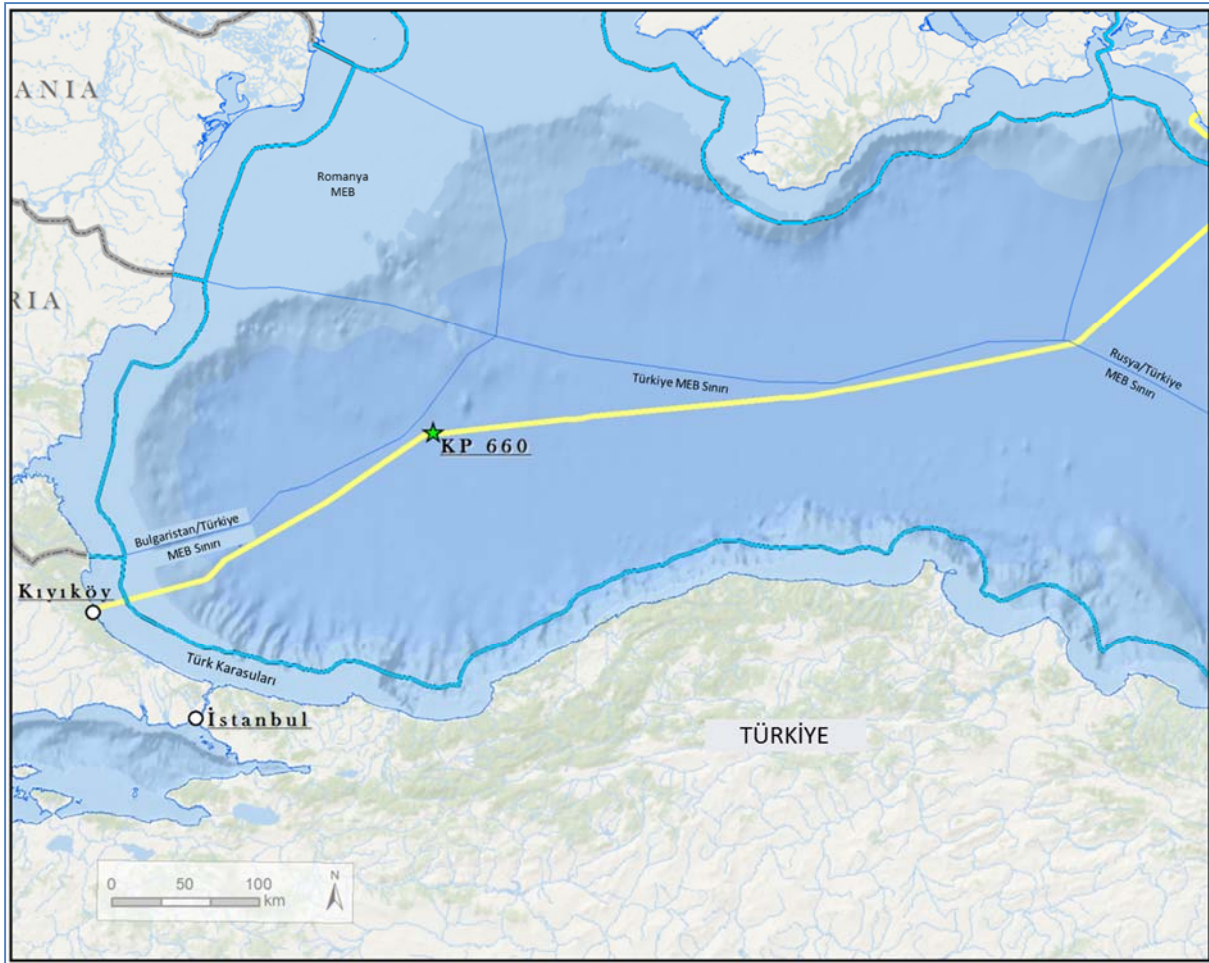 ANIA
Romanya
MEB
RIA
Türkiye MEB Sınırı
Rusya/Türkiye
MEB Sınırı
KP 660
Bulgaristan/Türkiye
MEB Sınırı
Kıyıköy
Türk Karasuları
İstanbul
TÜRKİYE
0 50 100
km
N